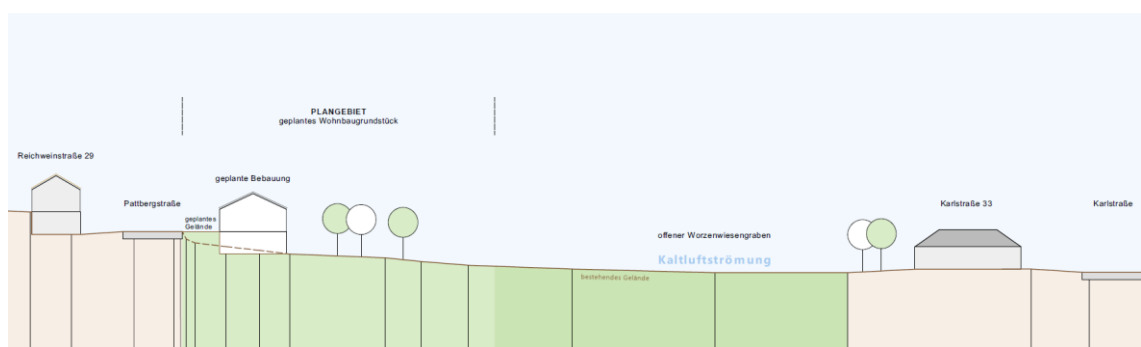 PLANGEBIET
geplantes Wohnbaugrundstück
Reichweinstraße 29
geplante Bebauung
Pattbergstraße
geplantes
Gelände
Karlstraße 33
Karlstraße
offener Worzenwiesengraben
Kaltluftströmung
bestehendes Gelände